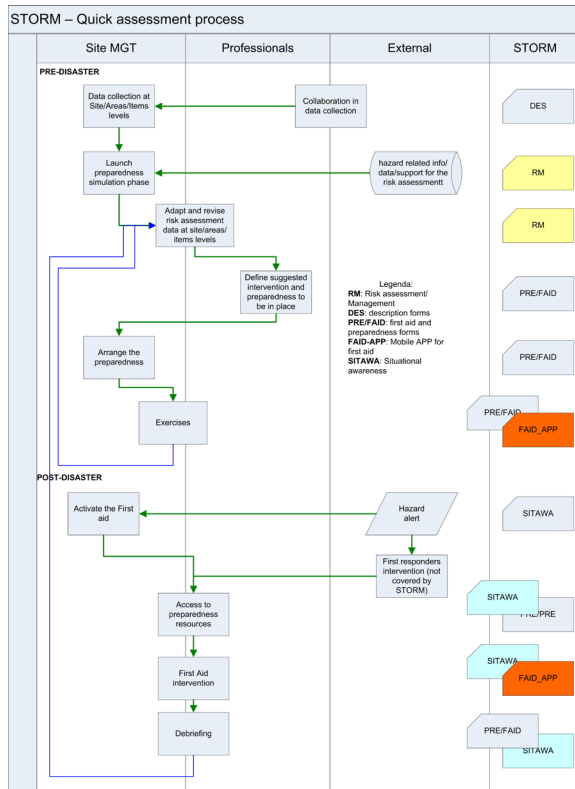 STORM – Quick assessment process
Site MGT
Professionals
External
STORM
PRE-DISASTER
Data collection at
Site/Areas/Items
levels
Collaboration in
data collection
DES
Launch
preparedness
simulation phase
hazard related info/
data/support for the
risk assessmentt
RM
Adapt and revise
risk assessment
data at site/areas/
items levels
RM
Define suggested
intervention and
preparedness to
be in place
Legenda:
RM: Risk assessment/
Management
DES: description forms
PRE/FAID: first aid and
preparedness forms
FAID-APP: Mobile APP for
first aid
SITAWA: Situational
awareness
PRE/FAID
Arrange the
preparedness
PRE/FAID
Exercises
PRE/FAID
FAID_APP
POST-DISASTER
Activate the First
aid
Hazard
alert
SITAWA
First responders
intervention (not
covered by
STORM)
Access to
preparedness
resources
SITAWA
/PRE
First Aid
intervention
SITAWA
FAID_APP
Debriefing
PRE/FAID
SITAWA